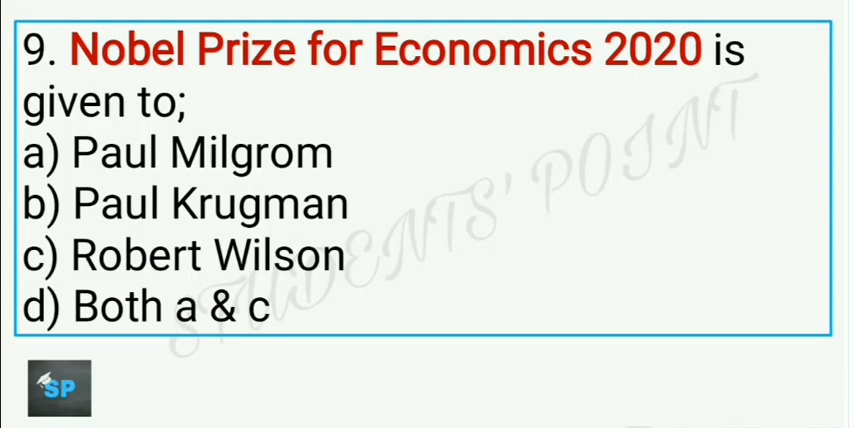 9. Nobel Prize for Economics 2020 is
given to;
a) Paul Milgrom
b) Paul Krugman
c) Robert Wilson
d) Both a & c
STUDENTS' POINT
SP